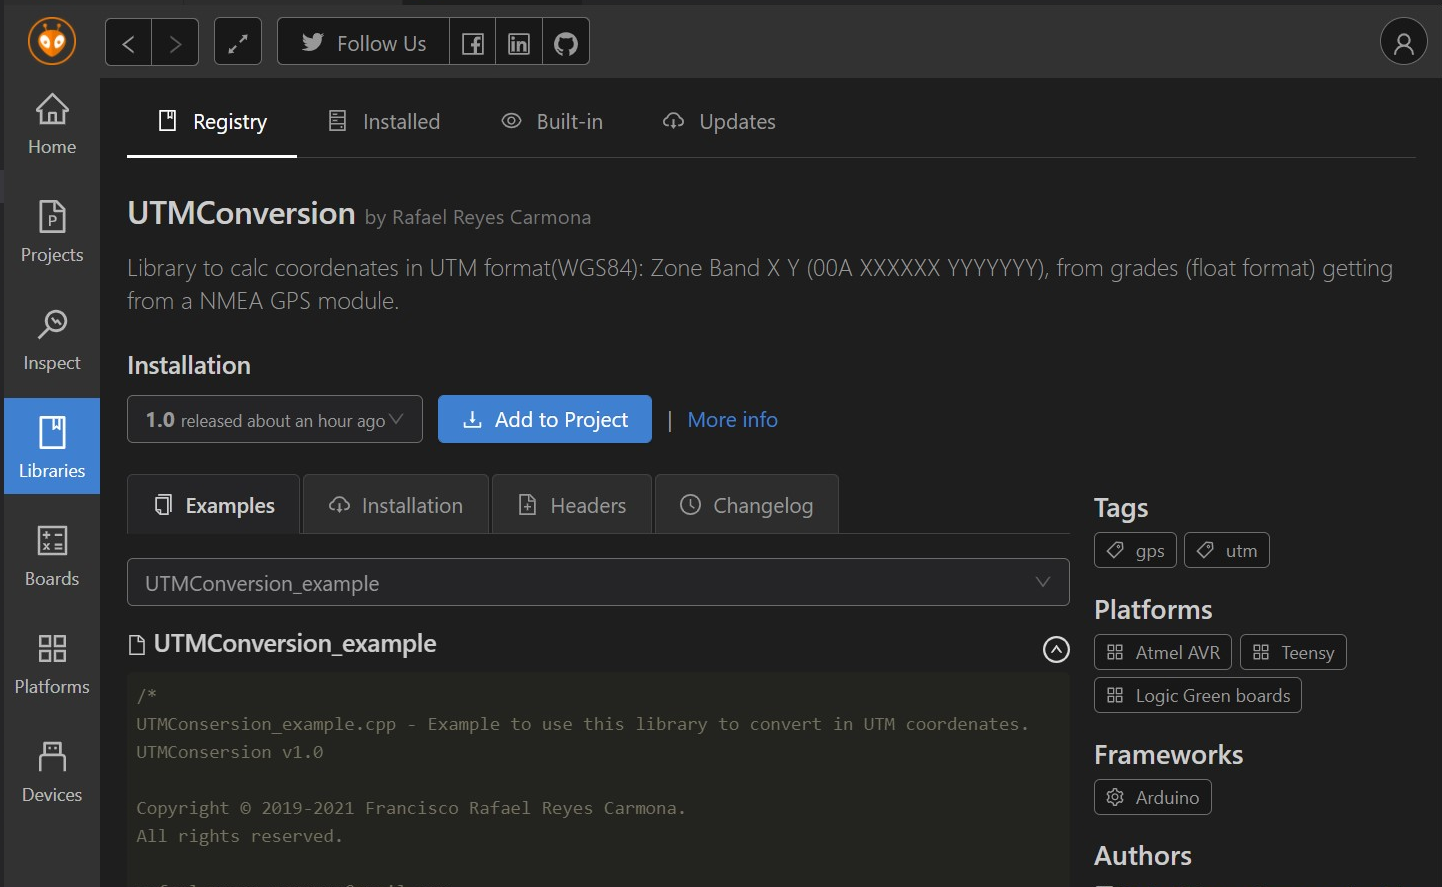 Follow Us
Home
Projects
Inspect
Libraries
Boards
Platforms
Devices
Registry Installed Built-in Updates
UTMConversion by Rafael Reyes Carmona
Library to calc coordenates in UTM format(WGS84): Zone Band X Y (00A XXXXXX YYYYYYY), from grades (float format) getting
from a NMEA GPS module.
Installation
1.0 released about an hour ago Add to Project | More info
Examples Installation Headers Changelog
UTMConversion_example
UTMConversion_example
/*
UTMConsersion_example.cpp - Example to use this library to convert in UTM coordenates.
UTMConsersion v1.0
Copyright © 2019-2021 Francisco Rafael Reyes Carmona.
All rights reserved.
Tags
gps utm
Platforms
Atmel AVR Teensy
Logic Green boards
Frameworks
Arduino
Authors